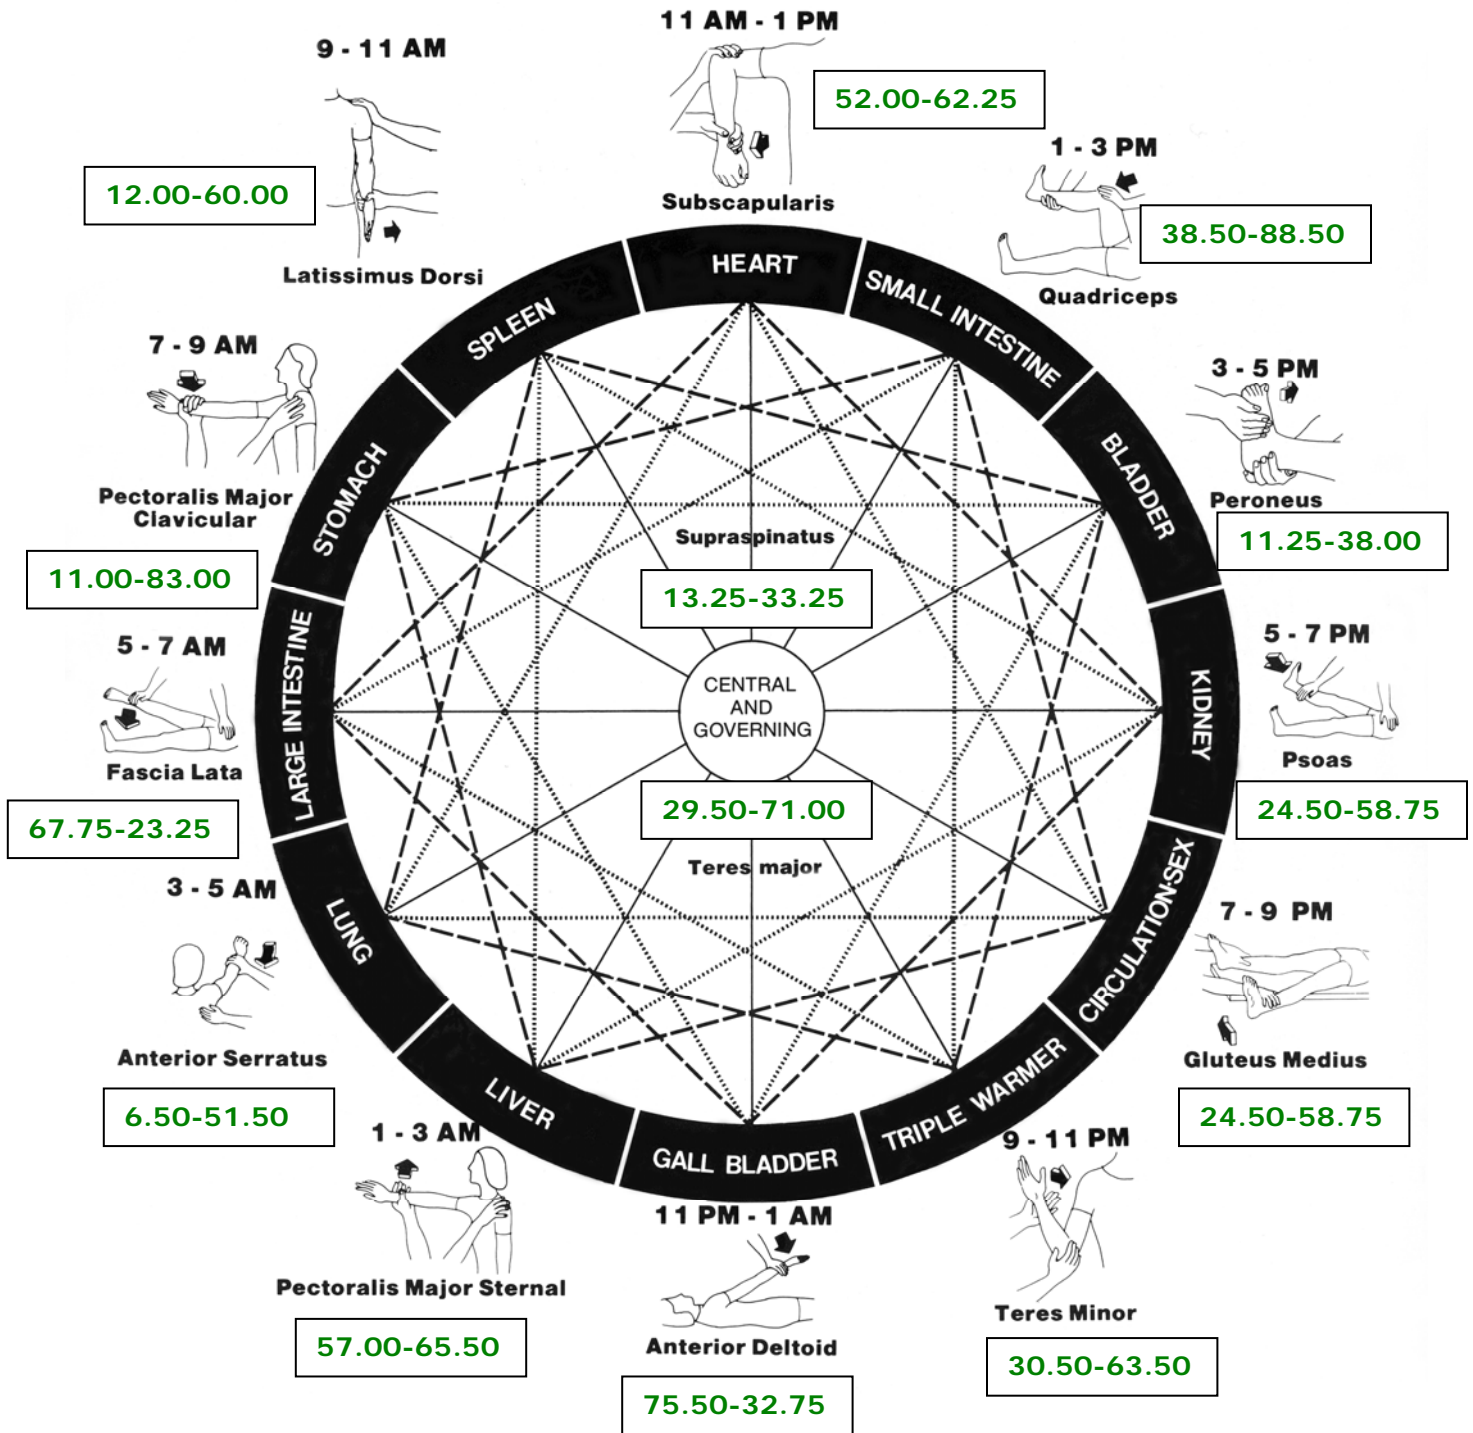 11 AM - 1 PM
52.00-62.25
Subscapularis
HEART
1 - 3 PM
38.50-88.50
Quadriceps
SMALL INTESTINE
3 - 5 PM
Peroneus
11.25-38.00
BLADDER
5 - 7 PM
Psoas
24.50-58.75
KIDNEY
7 - 9 PM
Gluteus Medius
24.50-58.75
CIRCULATION-SEX
9 - 11 PM
Teres Minor
30.50-63.50
TRIPLE WARMER
11 PM - 1 AM
Anterior Deltoid
75.50-32.75
GALL BLADDER
1 - 3 AM
Pectoralis Major Sternal
57.00-65.50
LIVER
3 - 5 AM
Anterior Serratus
6.50-51.50
LUNG
5 - 7 AM
Fascia Lata
67.75-23.25
LARGE INTESTINE
7 - 9 AM
Pectoralis Major
Clavicular
11.00-83.00
STOMACH
9 - 11 AM
12.00-60.00
Latissimus Dorsi
SPLEEN
Supraspinatus
13.25-33.25
CENTRAL
AND
GOVERNING
29.50-71.00
Teres major